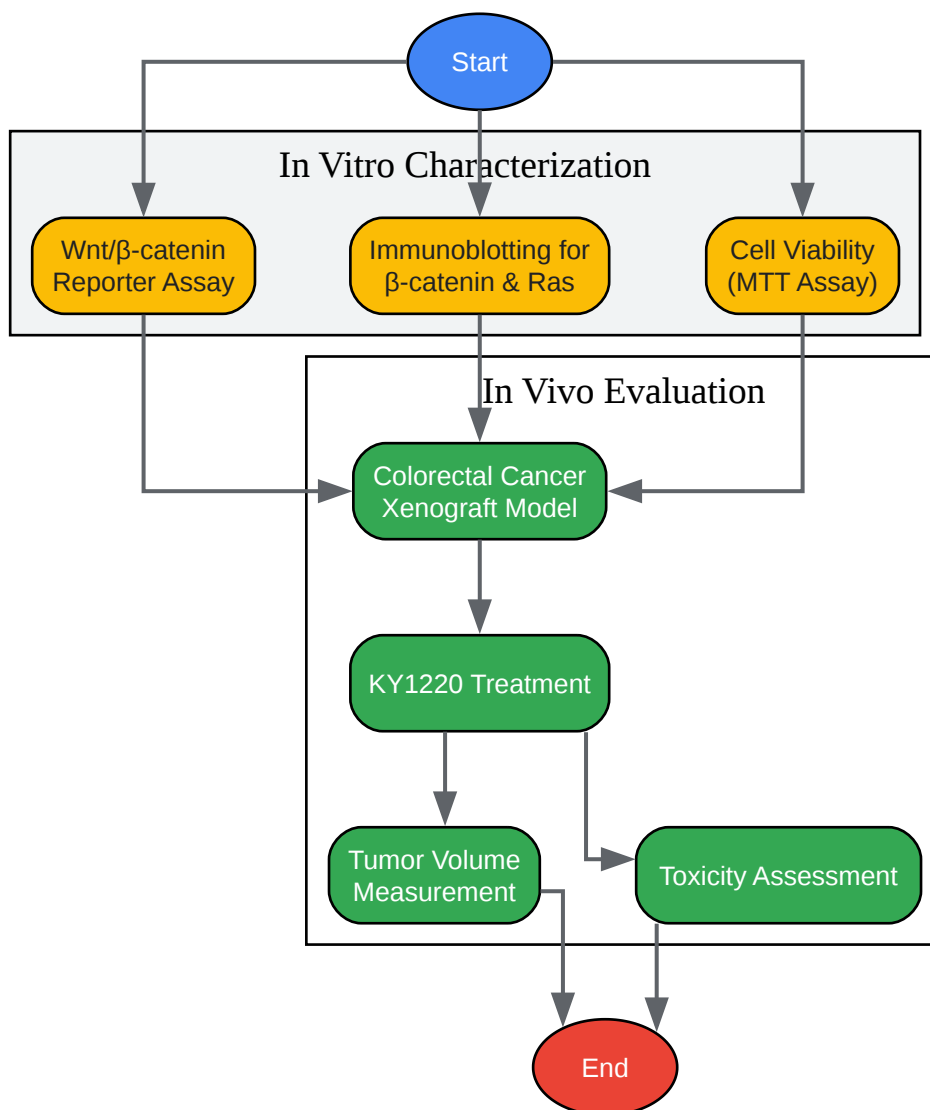 Start
In Vitro Characterization
Wnt/β-catenin
Reporter Assay
Immunoblotting for
β-catenin & Ras
Cell Viability
(MTT Assay)
In Vivo Evaluation
Colorectal Cancer
Xenograft Model
KY1220 Treatment
Tumor Volume
Measurement
Toxicity Assessment
End